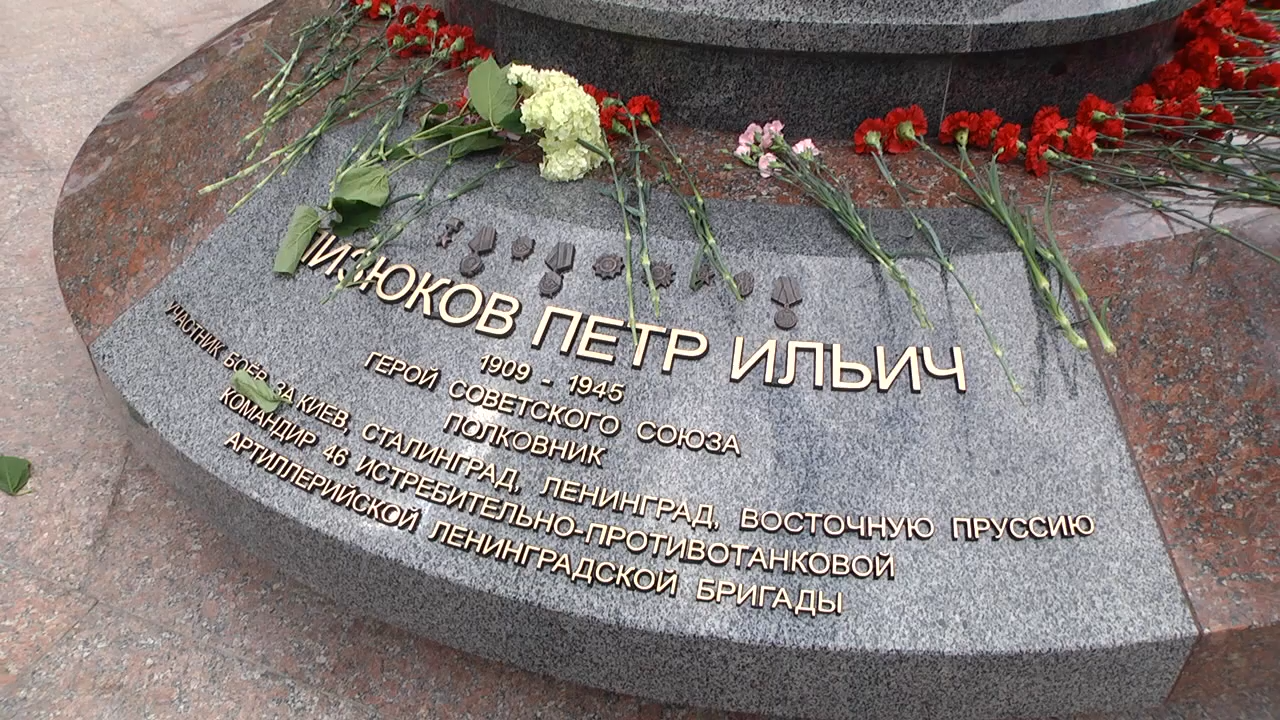 ЛИЗЮКОВ ПЕТР ИЛЬИЧ
1909 - 1945
ГЕРОЙ СОВЕТСКОГО СОЮЗА
ПОЛКОВНИК
УЧАСТНИК БОЕВ ЗА КИЕВ, СТАЛИНГРАД, ЛЕНИНГРАД, ВОСТОЧНУЮ ПРУССИЮ
КОМАНДИР 46 ИСТРЕБИТЕЛЬНО-ПРОТИВОТАНКОВОЙ
АРТИЛЛЕРИЙСКОЙ ЛЕНИНГРАДСКОЙ БРИГАДЫ